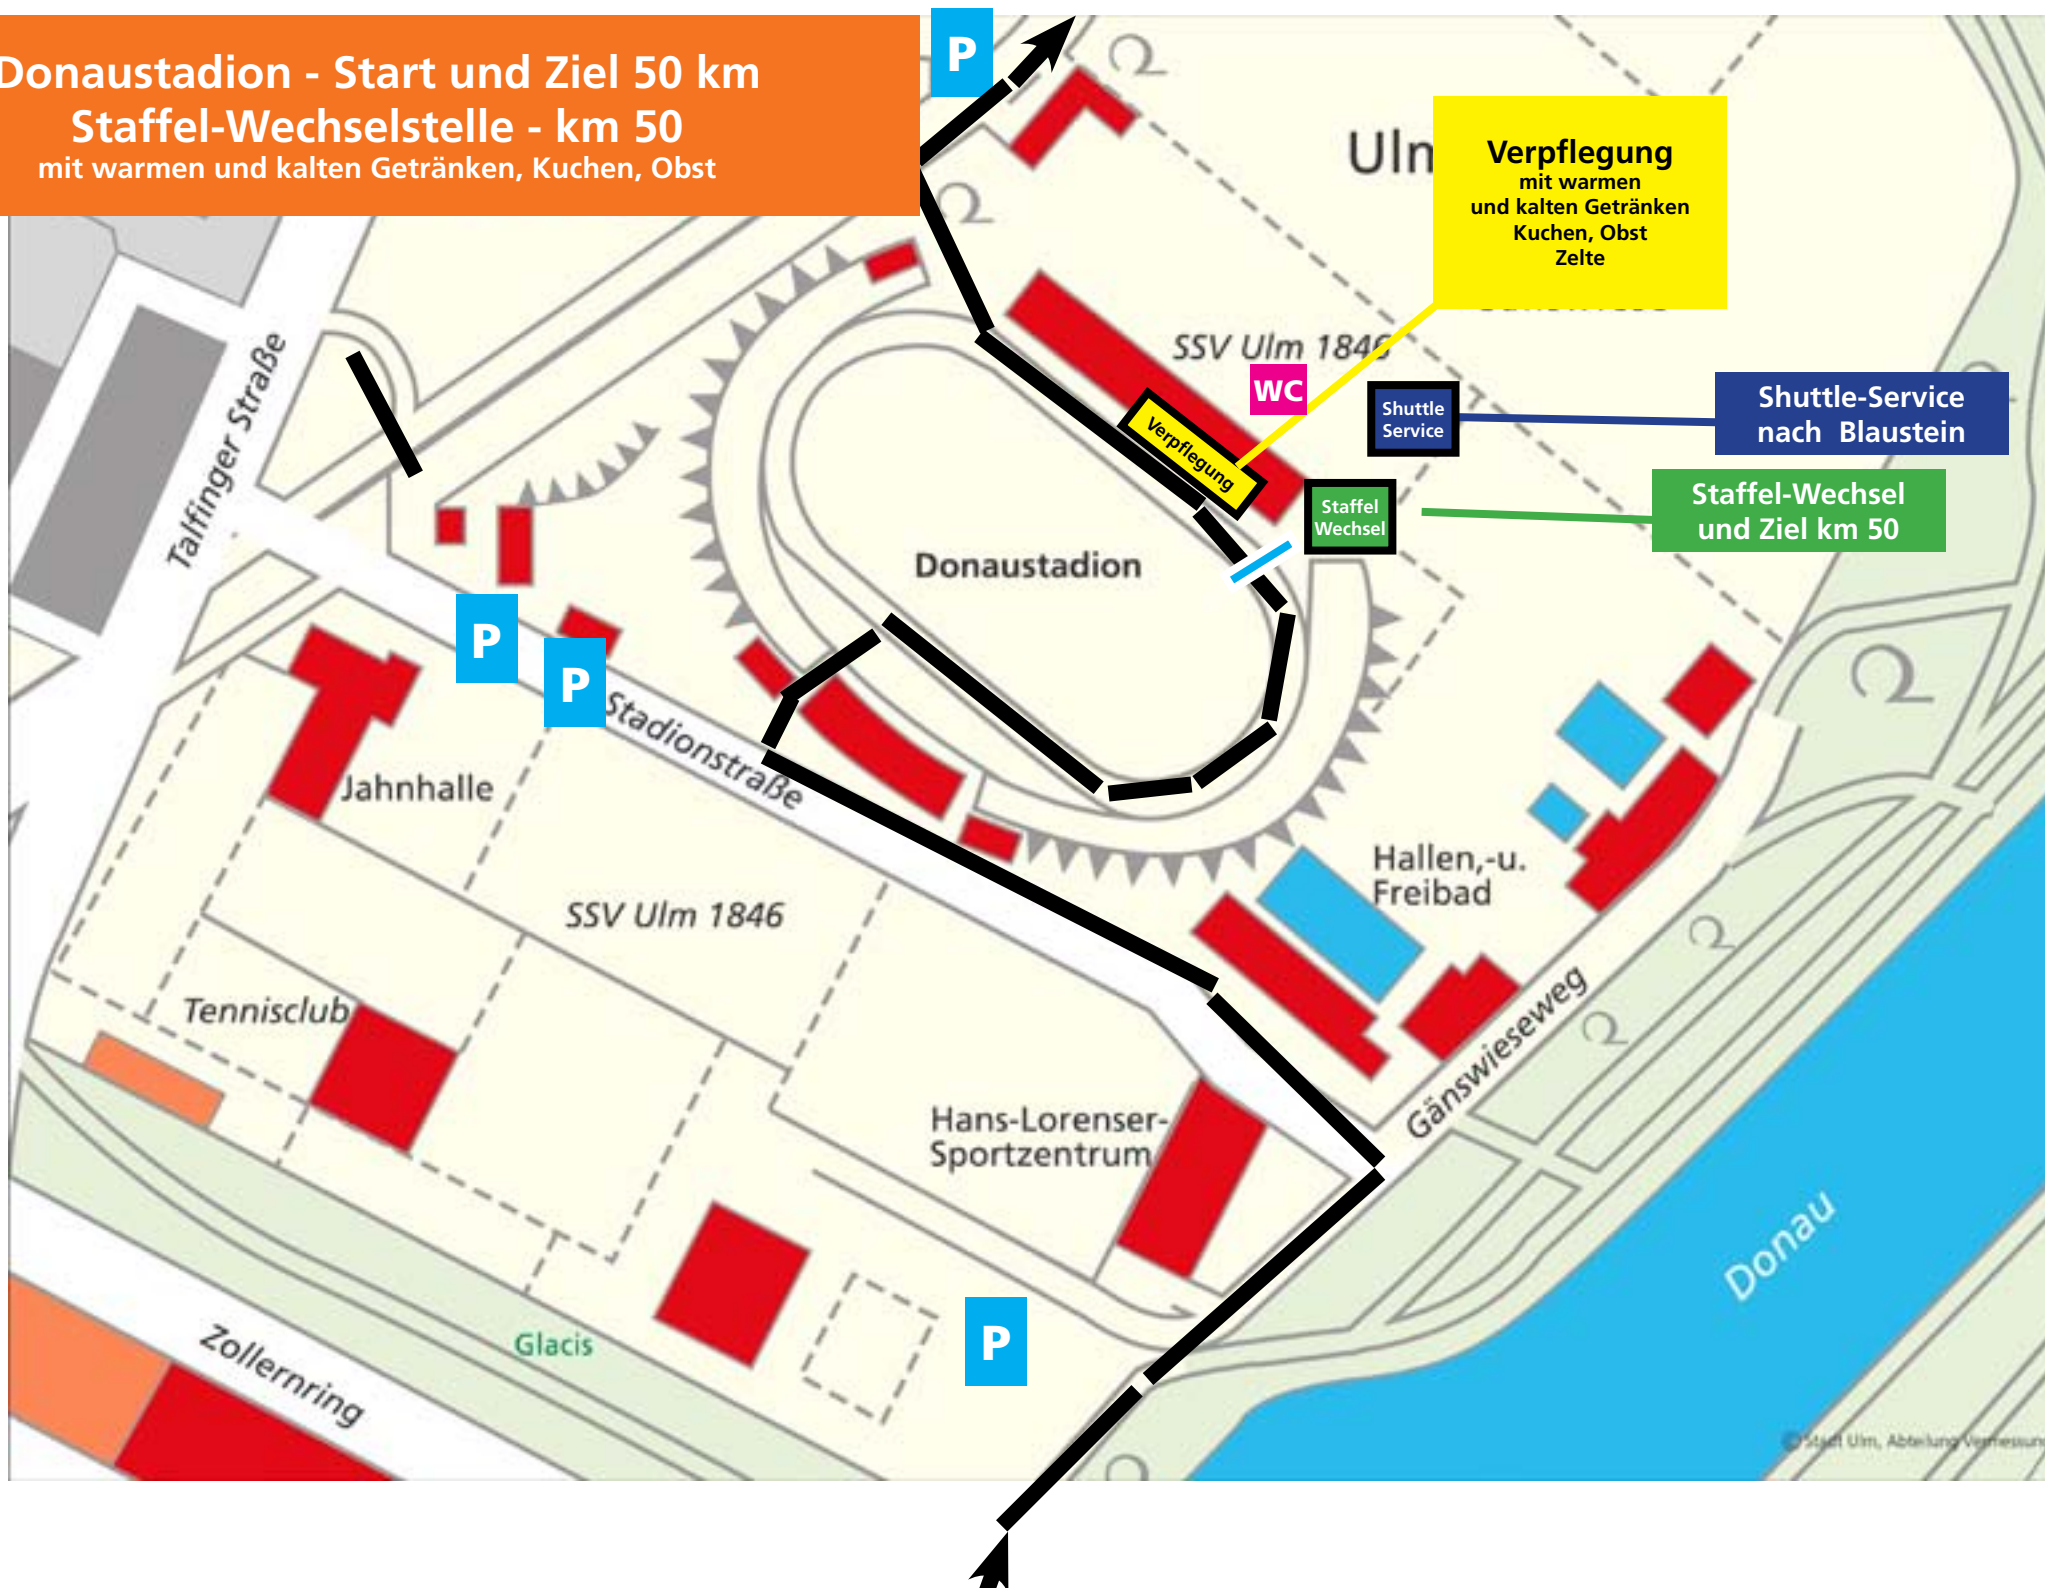 Donaustadion - Start und Ziel 50 km
Staffel-Wechselstelle - km 50
mit warmen und kalten Getränken, Kuchen, Obst
P
Verpflegung
mit warmen
und kalten Getränken
Kuchen, Obst
Zelte
SSV Ulm 1846
WC
Shuttle
Service
Shuttle-Service
nach Blaustein
Verpflegung
Staffel
Wechsel
Staffel-Wechsel
und Ziel km 50
Talfinger Straße
Donaustadion
P
P
Stadionstraße
Jahnhalle
Hallen,-u.
Freibad
SSV Ulm 1846
Tennisclub
Gänswieseweg
Hans-Lorenser-
Sportzentrum
Donau
P
Glacis
Zollernring
© Stadt Ulm, Abteilung Vermessung